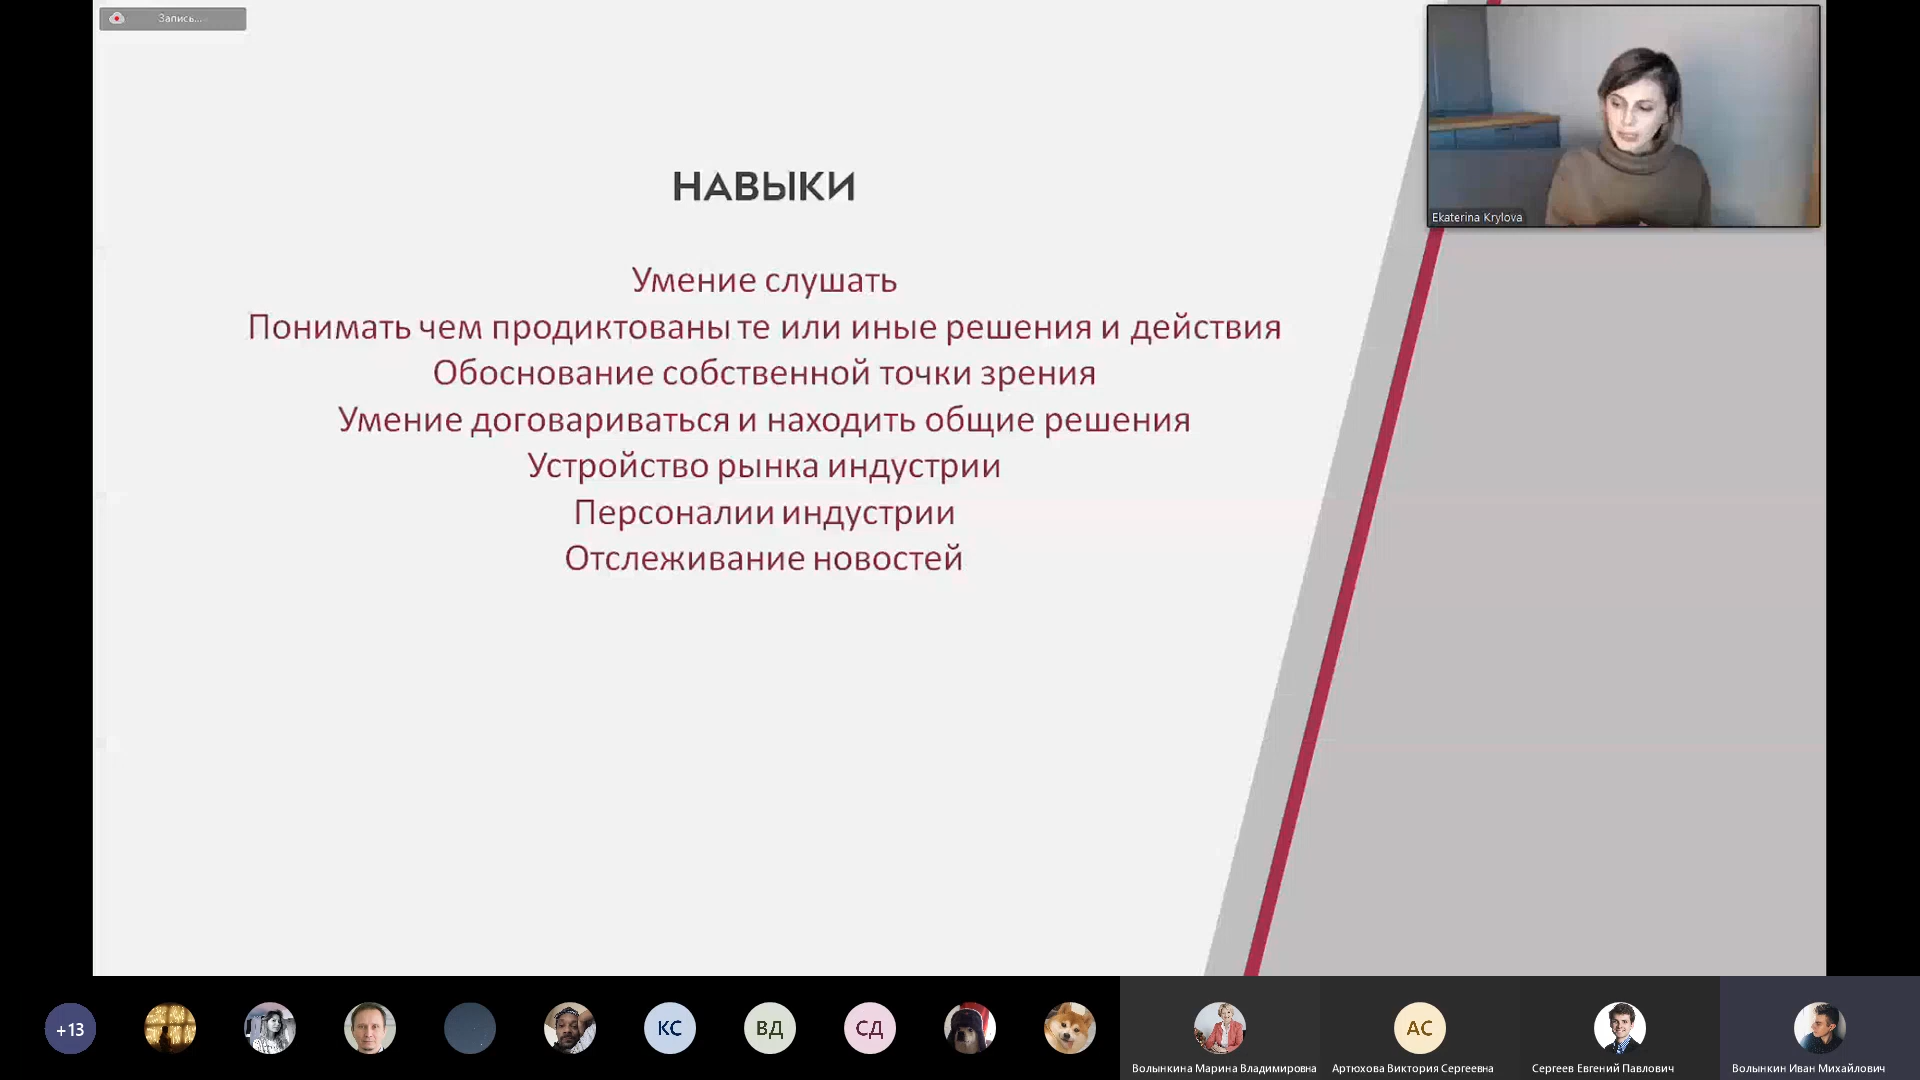 Запись...
НАВЫКИ
Умение слушать
Понимать чем продиктованы те или иные решения и действия
Обоснование собственной точки зрения
Умение договариваться и находить общие решения
Устройство рынка индустрии
Персоналии индустрии
Отслеживание новостей
Ekaterina Krylova
+13
КС
ВД
СД
АС
Волынкина Марина Владимировна
Артюхова Виктория Сергеевна
Сергеев Евгений Павлович
Волынкин Иван Михайлович